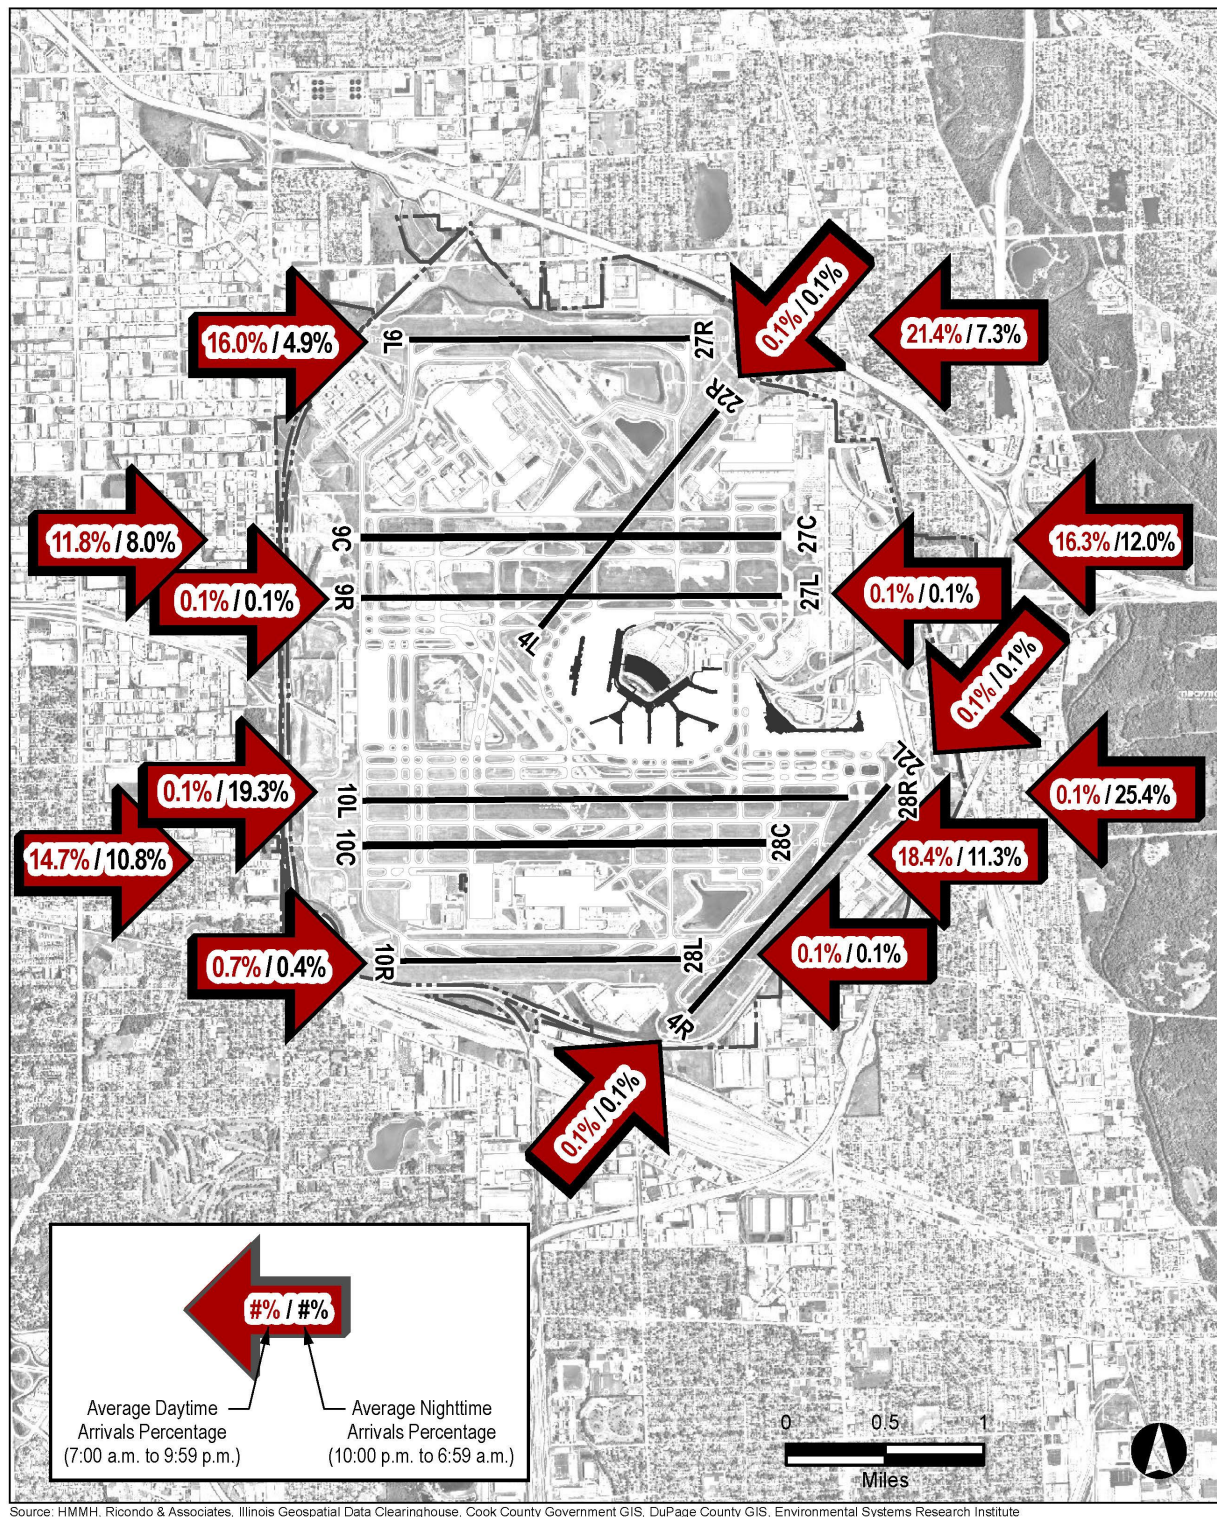 0.1% / 0.1%
16.0% / 4.9%
9L
27R
21.4% / 7.3%
22R
11.8% / 8.0%
9C
27C
16.3% / 12.0%
0.1% / 0.1%
9R
27L
0.1% / 0.1%
4L
0.1% / 0.1%
22L
0.1% / 19.3%
10L
28R
0.1% / 25.4%
14.7% / 10.8%
10C
28C
18.4% / 11.3%
0.7% / 0.4%
10R
28L
0.1% / 0.1%
4R
0.1% / 0.1%
#% / #%
Average Daytime
Arrivals Percentage
(7:00 a.m. to 9:59 p.m.)
Average Nighttime
Arrivals Percentage
(10:00 p.m. to 6:59 a.m.)
0 0.5 1
Miles
Source: HMMH, Ricondo & Associates, Illinois Geospatial Data Clearinghouse, Cook County Government GIS, DuPage County GIS, Environmental Systems Research Institute